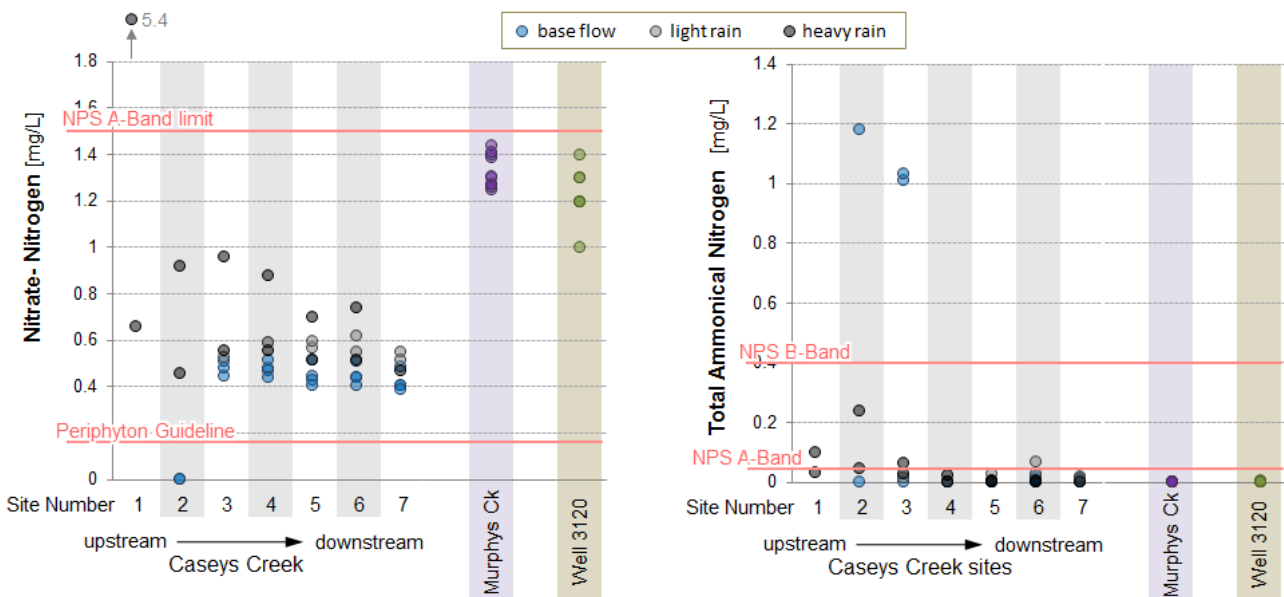 5.4
base flow light rain heavy rain
Nitrate- Nitrogen [mg/L]
1.8
1.6
1.4
1.2
1
0.8
0.6
0.4
0.2
0
NPS A-Band limit
Periphyton Guideline
Site Number 1 2 3 4 5 6 7
upstream downstream
Caseys Creek
Murphys Ck
Well 3120
Total Ammonical Nitrogen [mg/L]
1.4
1.2
1
0.8
0.6
0.4
0.2
0
NPS B-Band
NPS A-Band
Site Number 1 2 3 4 5 6 7
upstream downstream
Caseys Creek sites
Murphys Ck
Well 3120